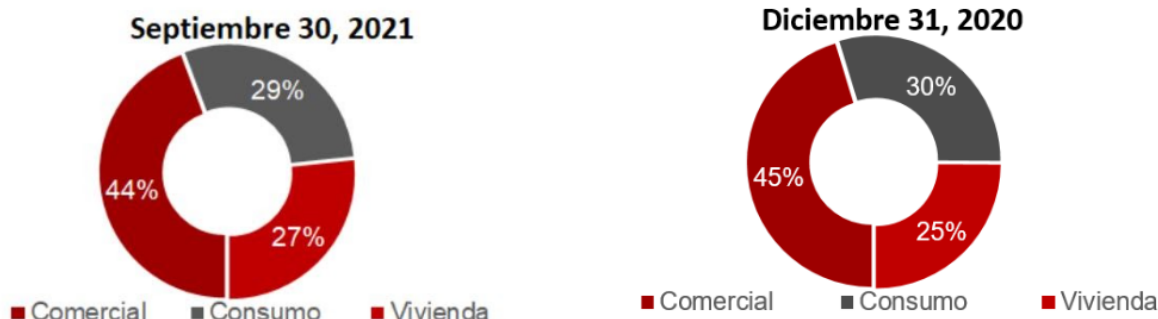 Septiembre 30, 2021
29%
44%
27%
Comercial Consumo Vivienda
Diciembre 31, 2020
30%
45%
25%
Comercial Consumo Vivienda